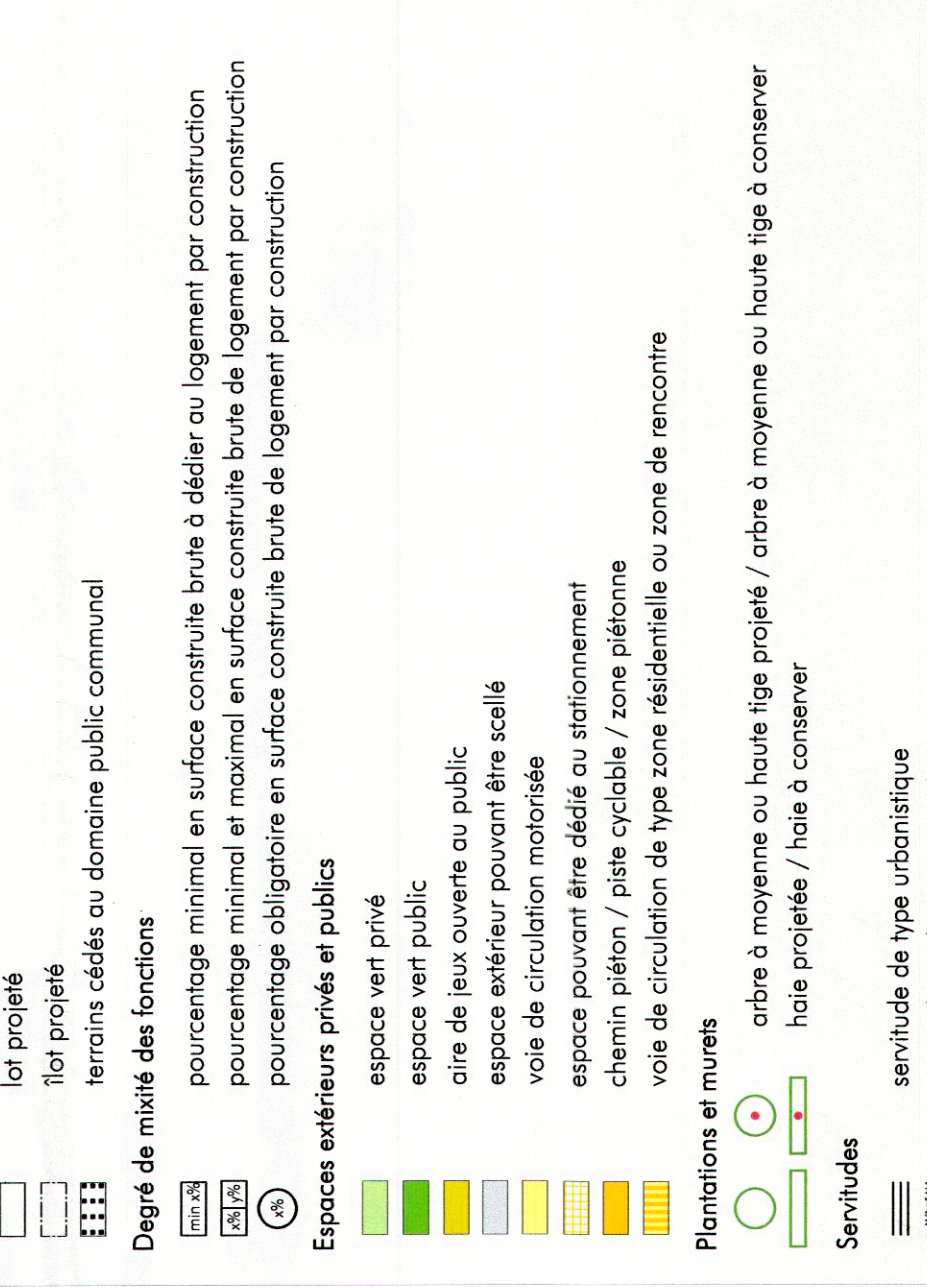 lot projeté
îlot projeté
terrains cédés au domaine public communal
Degré de mixité des fonctions
min x% pourcentage minimal en surface construite brute à dédier au logement par construction
x% y% pourcentage minimal et maximal en surface construite brute de logement par construction
x% pourcentage obligatoire en surface construite brute de logement par construction
Espaces extérieurs privés et publics
espace vert privé
espace vert public
aire de jeux ouverte au public
espace extérieur pouvant être scellé
voie de circulation motorisée
espace pouvant être dédié au stationnement
chemin piéton / piste cyclable / zone piétonne
voie de circulation de type zone résidentielle ou zone de rencontre
Plantations et murets
arbre à moyenne ou haute tige projeté / arbre à moyenne ou haute tige à conserver
haie projetée / haie à conserver
Servitudes
servitude de type urbanistique